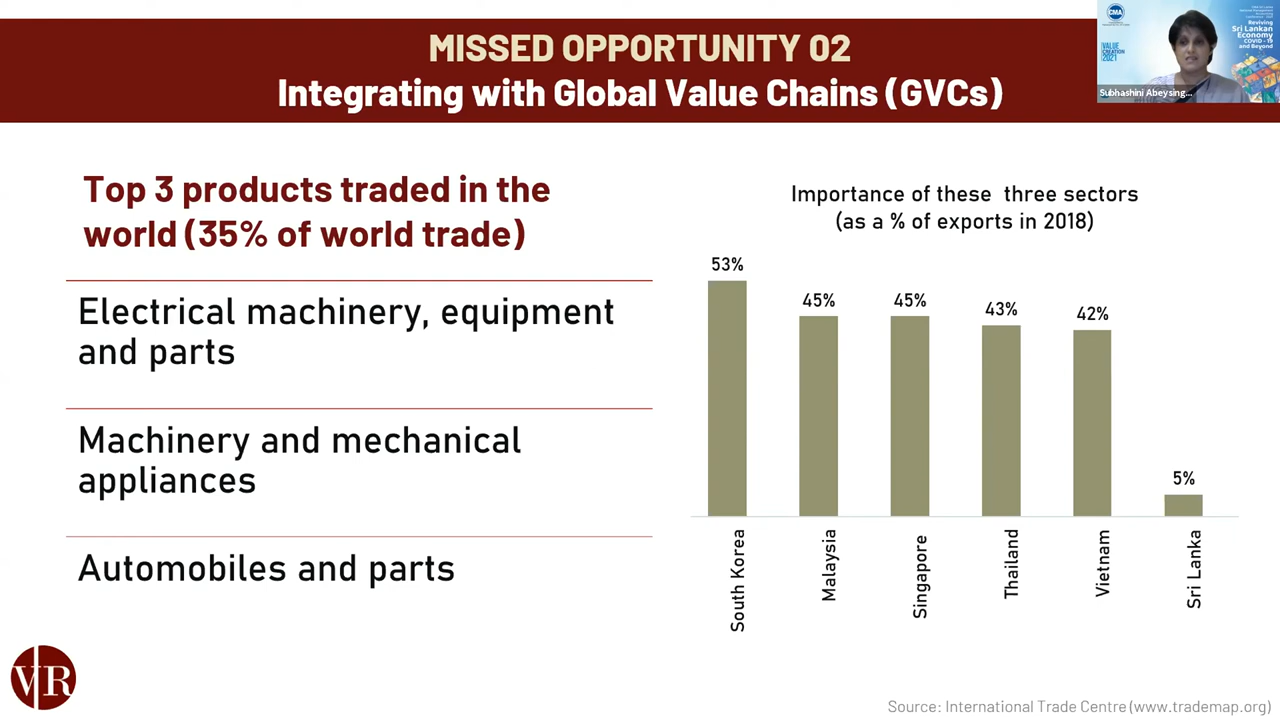 MISSED OPPORTUNITY 02
Integrating with Global Value Chains (GVCs)
CMA
VALUE
CREATION
2021
Reviving
Sri Lankan
Economy
COVID - 19
and Beyond
Subhashini Abeysing...
Top 3 products traded in the
world (35% of world trade)
Electrical machinery, equipment
and parts
Machinery and mechanical
appliances
Automobiles and parts
Importance of these three sectors
(as a % of exports in 2018)
53%
45%
45%
43%
42%
5%
South Korea
Malaysia
Singapore
Thailand
Vietnam
Sri Lanka
VR
Source: International Trade Centre (www.trademap.org)